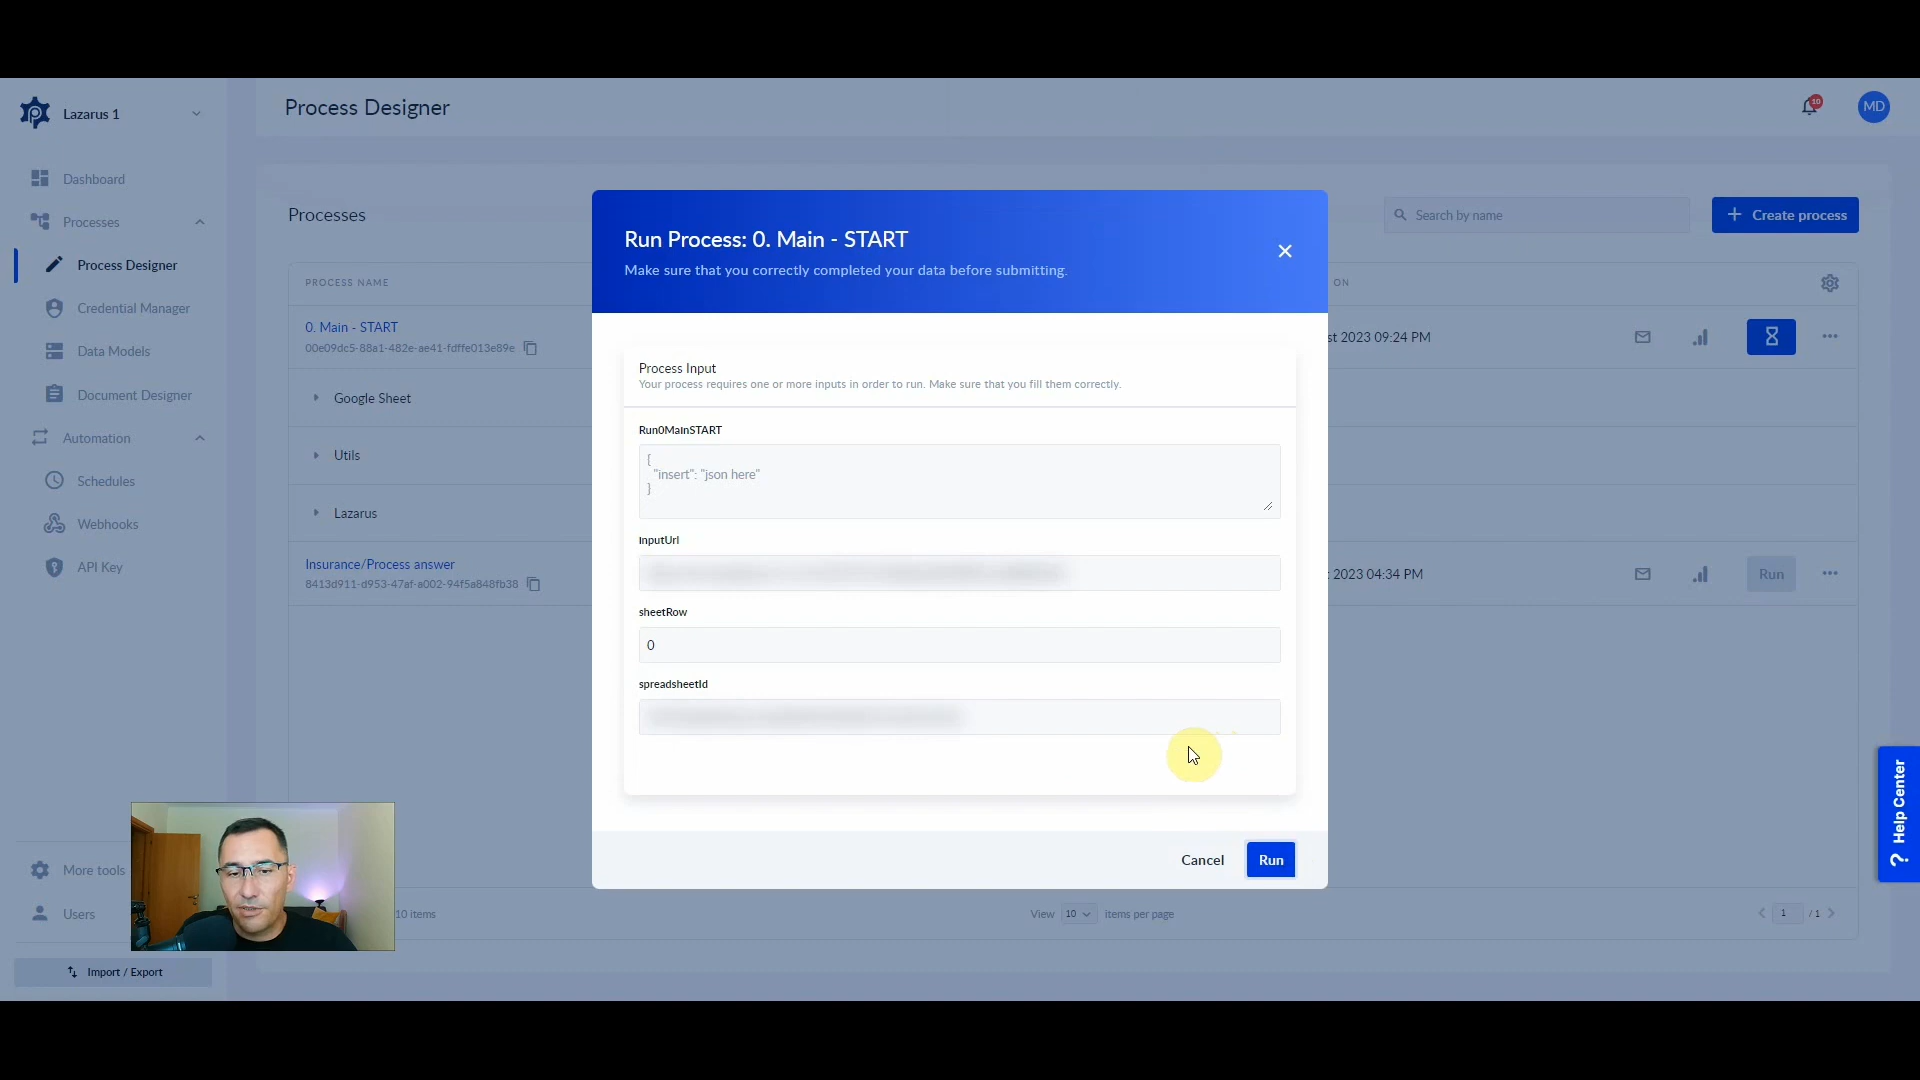 Lazarus 1
Process Designer
10
MD
Dashboard
Processes
Process Designer
Credential Manager
Data Models
Document Designer
Automation
Schedules
Webhooks
API Key
More tools
Users
Import / Export
Processes
Search by name
+ Create process
PROCESS NAME
ON
0. Main - START
00e09dc5-88a1-482e-ae41-fdffe013e89e
st 2023 09:24 PM
Google Sheet
Utils
Lazarus
Insurance/Process answer
8413d911-d953-47af-a002-94f5a848fb38
2023 04:34 PM
Run
10 items
View 10 items per page
1 / 1
Run Process: 0. Main - START
Make sure that you correctly completed your data before submitting.
Process Input
Your process requires one or more inputs in order to run. Make sure that you fill them correctly.
Run0MainSTART
{
"insert": "json here"
}
inputUrl
sheetRow
0
spreadsheetId
Cancel
Run
? Help Center